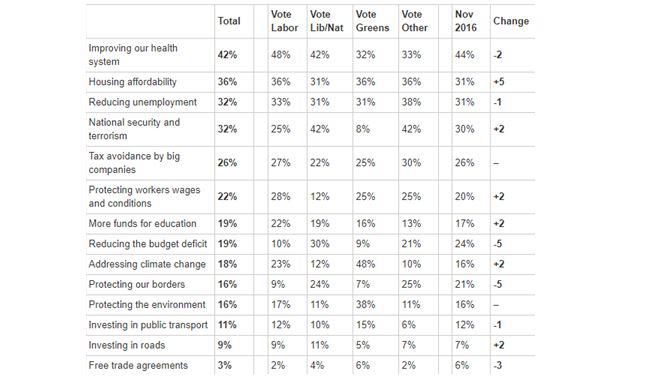 Total Vote Labor Vote Lib/Nat Vote Greens Vote Other Nov 2016 Change
Improving our health system 42% 48% 42% 32% 33% 44% -2
Housing affordability 36% 36% 31% 36% 36% 31% +5
Reducing unemployment 32% 33% 31% 31% 38% 31% -1
National security and terrorism 32% 25% 42% 8% 42% 30% +2
Tax avoidance by big companies 26% 27% 22% 25% 30% 26% –
Protecting workers wages and conditions 22% 28% 12% 25% 25% 20% +2
More funds for education 19% 22% 19% 16% 13% 17% +2
Reducing the budget deficit 19% 10% 30% 9% 21% 24% -5
Addressing climate change 18% 23% 12% 48% 10% 16% +2
Protecting our borders 16% 9% 24% 7% 25% 21% -5
Protecting the environment 16% 17% 11% 38% 11% 16% –
Investing in public transport 11% 12% 10% 15% 6% 12% -1
Investing in roads 9% 9% 11% 5% 7% 7% +2
Free trade agreements 3% 2% 4% 6% 2% 6% -3